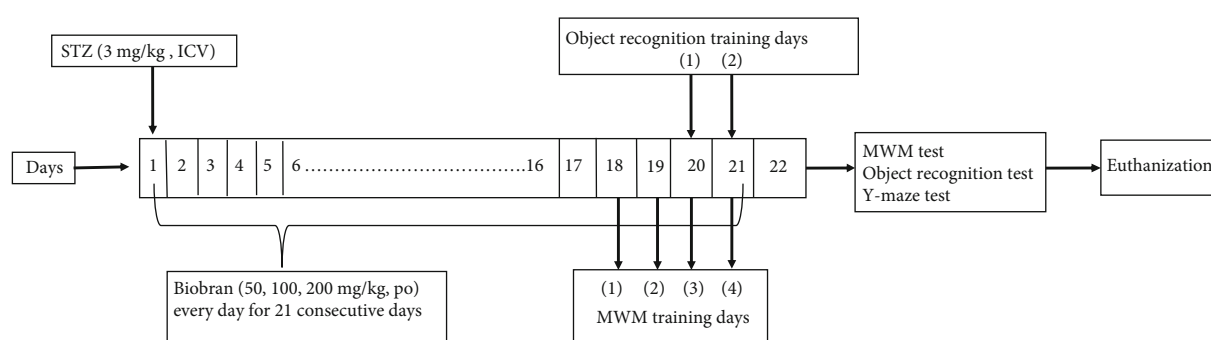 STZ (3 mg/kg , ICV)
Object recognition training days
(1) (2)
Days
1 2 3 4 5 6.......................................16 17 18 19 20 21 22
MWM test
Object recognition test
Y-maze test
Euthanization
Biobran (50, 100, 200 mg/kg, po)
every day for 21 consecutive days
(1) (2) (3) (4)
MWM training days